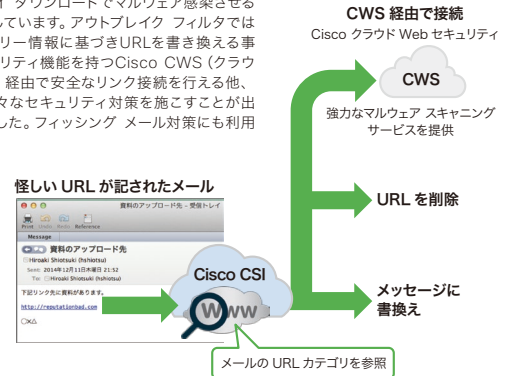 ダウンロードでマルウェア感染させる
しています。アウトブレイク フィルタでは
リー情報に基づきURLを書き換える事
リティ機能を持つCisco CWS（クラウ
経由で安全なリンク接続を行える他、
々なセキュリティ対策を施こすことが出
した。フィッシング メール対策にも利用
CWS 経由で接続
Cisco クラウド Web セキュリティ
CWS
強力なマルウェア スキャニング
サービスを提供
URL を削除
メッセージに
書換え
怪しい URL が記されたメール
資料のアップロード先 – 受信トレイ
Print Undo Redo Reference
Message
資料のアップロード先
Hiroaki Shiotsuki (hshiotsu)
Sent: 2014年12月11日木曜日 21:52
To: Hiroaki Shiotsuki (hshiotsu)
下記リンク先に資料があります。
http://reputationbad.com
○×△
Cisco CSI
Www
メールの URL カテゴリを参照